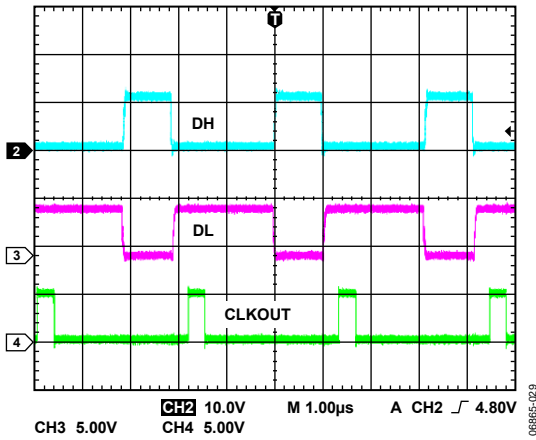 T
DH
2
DL
3
CLKOUT
4
CH2 10.0V M 1.00µs A CH2 4.80V
CH3 5.00V CH4 5.00V
06865-029